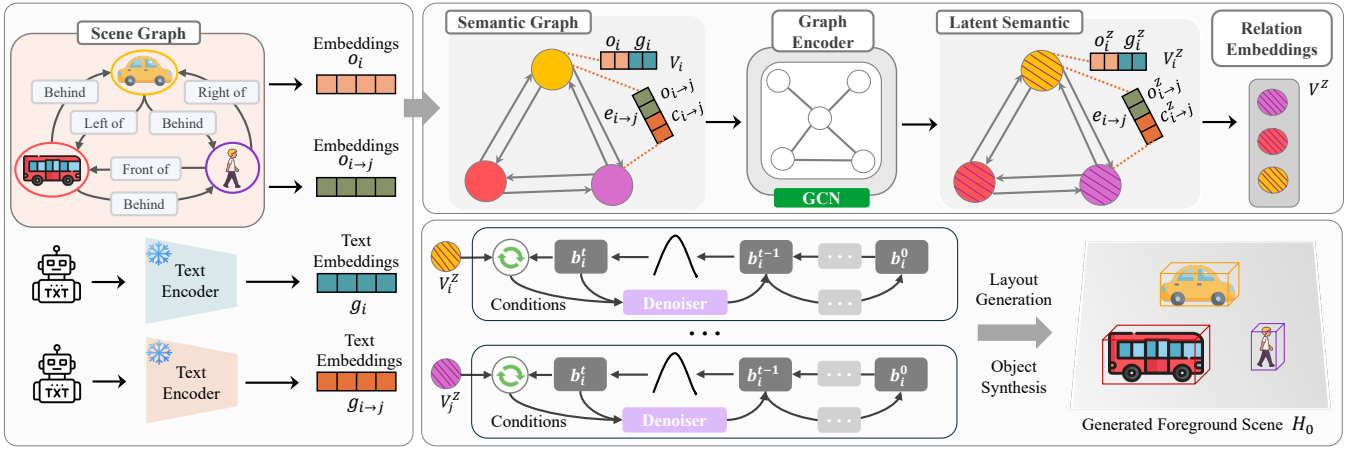 Scene Graph
Behind
Right of
Left of
Behind
Front of
Behind
Embeddings
o_i
Embeddings
o_{i→j}
TXT
Text
Encoder
Text
Embeddings
g_i
TXT
Text
Encoder
Text
Embeddings
g_{i→j}
Semantic Graph
o_i g_i
V_i
o_{i→j}
c_{i→j}
e_{i→j}
Graph
Encoder
GCN
Latent Semantic
o_i^z g_i^z
V_i^z
o_{i→j}^z
c_{i→j}^z
e_{i→j}
Relation
Embeddings
V^z
V_i^z
b_i^t
b_i^{t-1}
...
b_i^0
Conditions
Denoiser
...
...
V_j^z
b_i^t
b_i^{t-1}
...
b_i^0
Conditions
Denoiser
...
Layout
Generation
Object
Synthesis
Generated Foreground Scene H_0